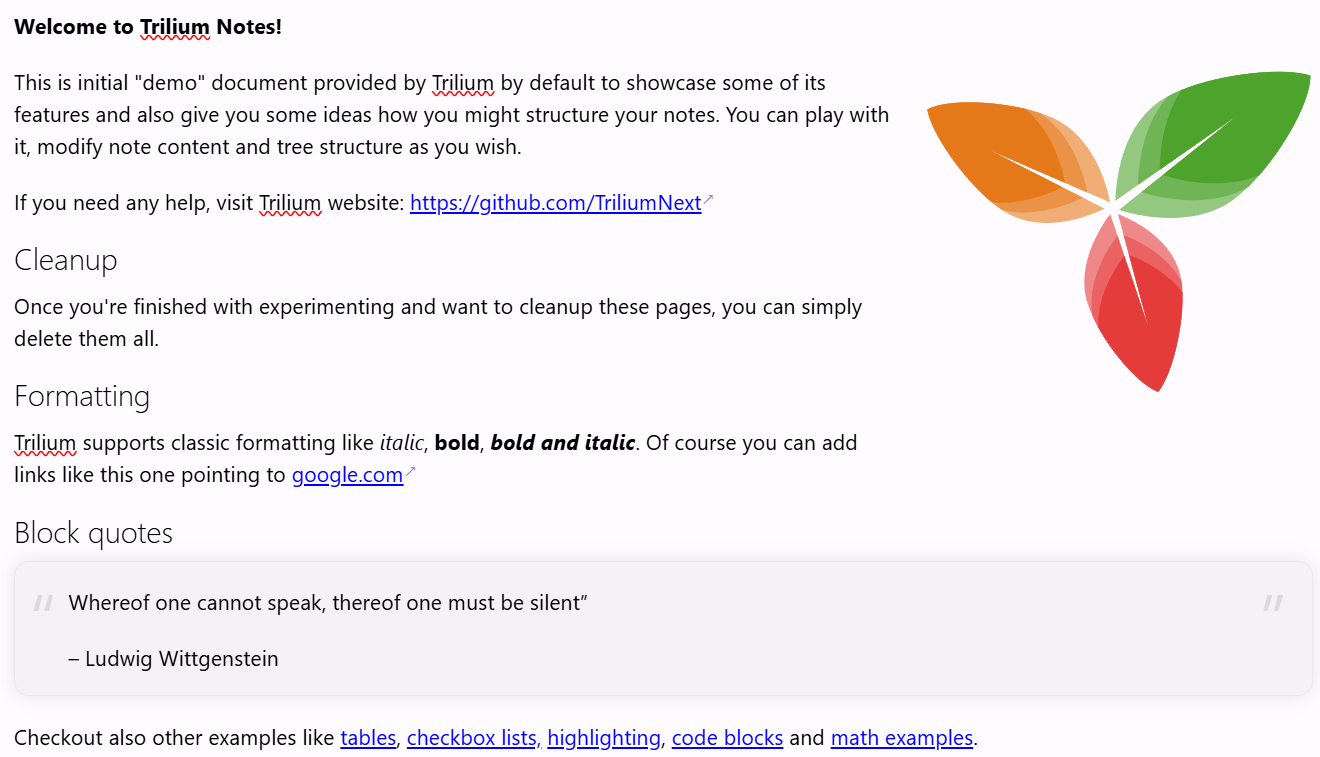 Welcome to Trilium Notes!
This is initial "demo" document provided by Trilium by default to showcase some of its
features and also give you some ideas how you might structure your notes. You can play with
it, modify note content and tree structure as you wish.
If you need any help, visit Trilium website: https://github.com/TriliumNext
Cleanup
Once you're finished with experimenting and want to cleanup these pages, you can simply
delete them all.
Formatting
Trilium supports classic formatting like italic, bold, bold and italic. Of course you can add
links like this one pointing to google.com
Block quotes
Whereof one cannot speak, thereof one must be silent”
– Ludwig Wittgenstein
Checkout also other examples like tables, checkbox lists, highlighting, code blocks and math examples.